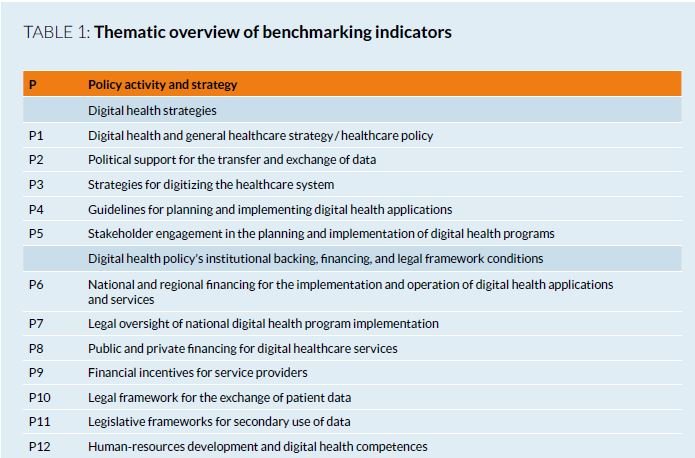 TABLE 1: Thematic overview of benchmarking indicators
P Policy activity and strategy
Digital health strategies
P1 Digital health and general healthcare strategy / healthcare policy
P2 Political support for the transfer and exchange of data
P3 Strategies for digitizing the healthcare system
P4 Guidelines for planning and implementing digital health applications
P5 Stakeholder engagement in the planning and implementation of digital health programs
Digital health policy's institutional backing, financing, and legal framework conditions
P6 National and regional financing for the implementation and operation of digital health applications
and services
P7 Legal oversight of national digital health program implementation
P8 Public and private financing for digital healthcare services
P9 Financial incentives for service providers
P10 Legal framework for the exchange of patient data
P11 Legislative frameworks for secondary use of data
P12 Human-resources development and digital health competences